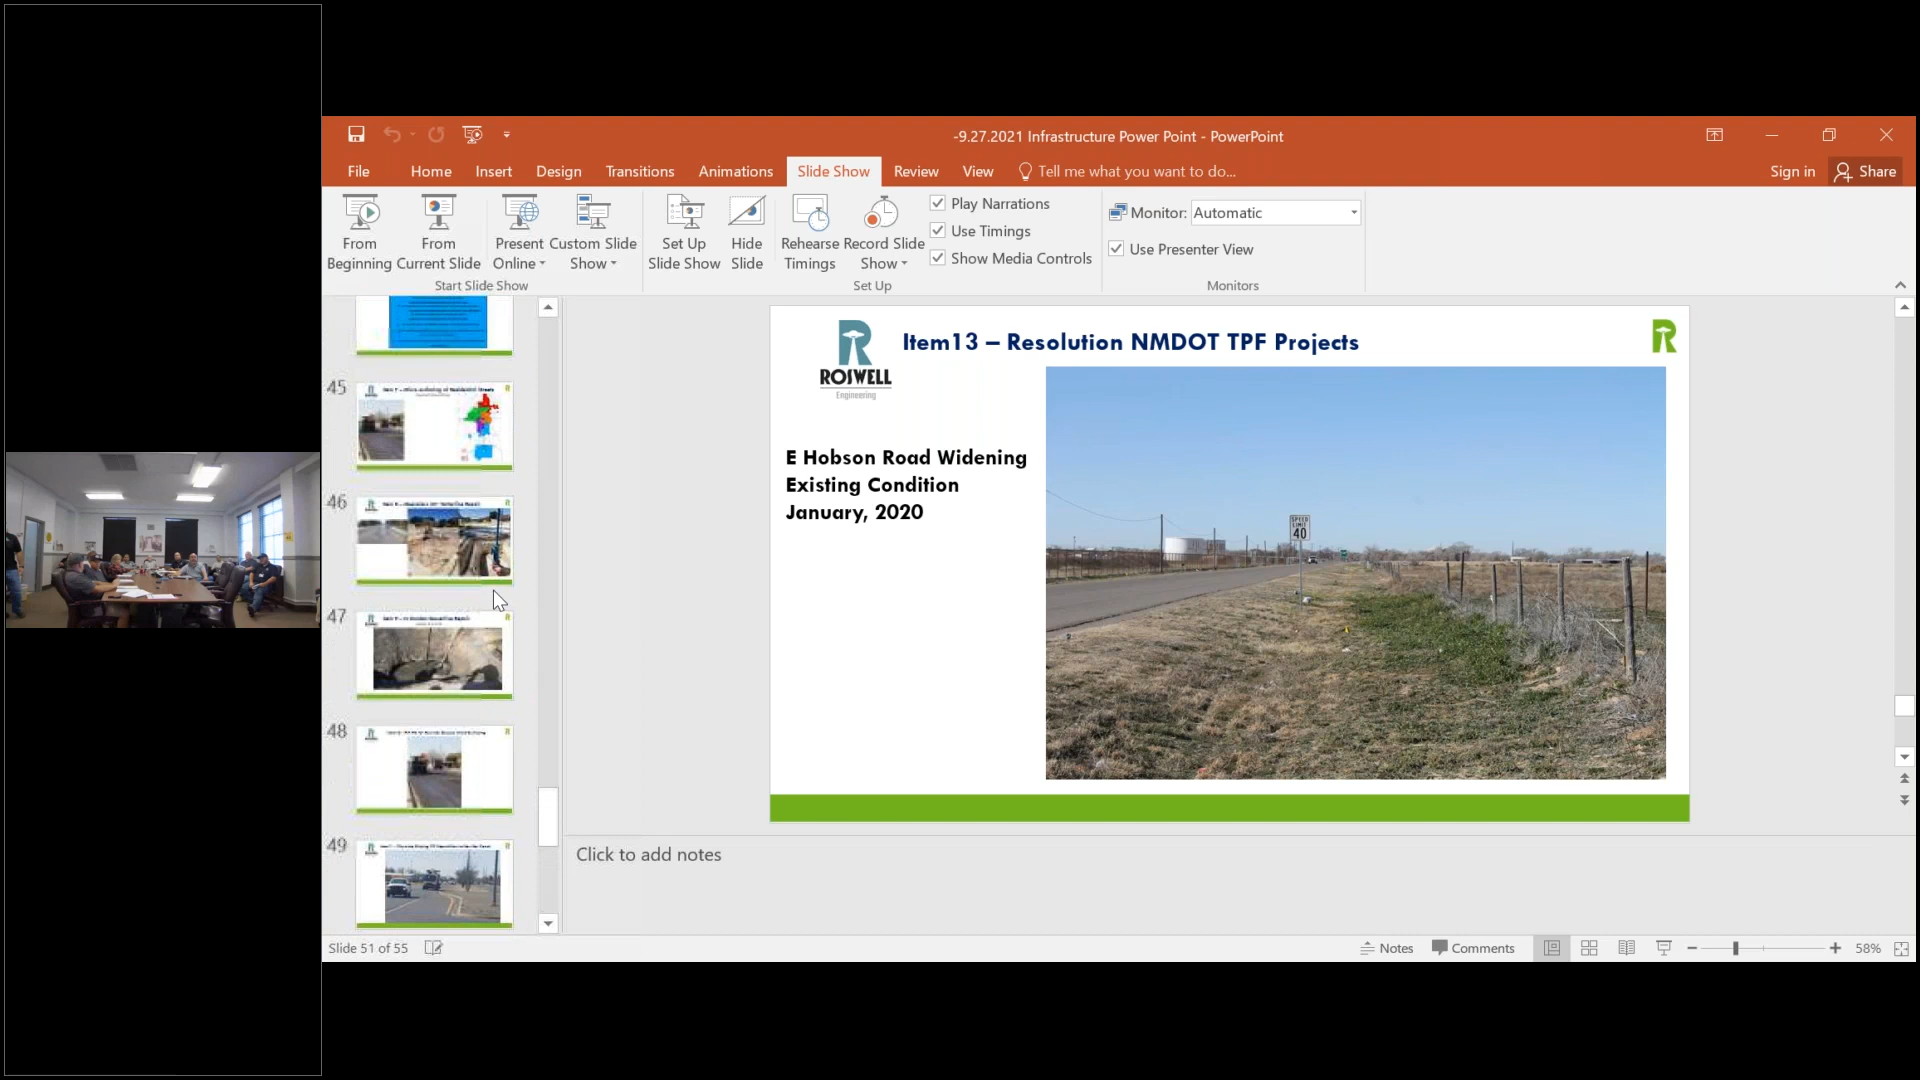 -9.27.2021 Infrastructure Power Point - PowerPoint
File Home Insert Design Transitions Animations Slide Show Review View Tell me what you want to do... Sign in Share
From Beginning
From Current Slide
Present Online
Custom Slide Show
Set Up Slide Show
Hide Slide
Rehearse Timings
Record Slide Show
Play Narrations
Use Timings
Show Media Controls
Monitor: Automatic
Use Presenter View
Start Slide Show
Set Up
Monitors
45
46
47
48
49
ROSWELL
Engineering
Item13 – Resolution NMDOT TPF Projects
R
E Hobson Road Widening
Existing Condition
January, 2020
SPEED
LIMIT
40
Click to add notes
Slide 51 of 55
Notes Comments 58%